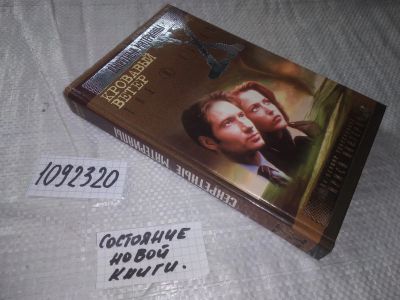 КРОВАВЫЙ
ВЕТЕР
СЕКРЕТНЫЕ МАТЕРИАЛЫ
1092320
СОСТОЯНИЕ
НОВОЙ
КНИГИ.